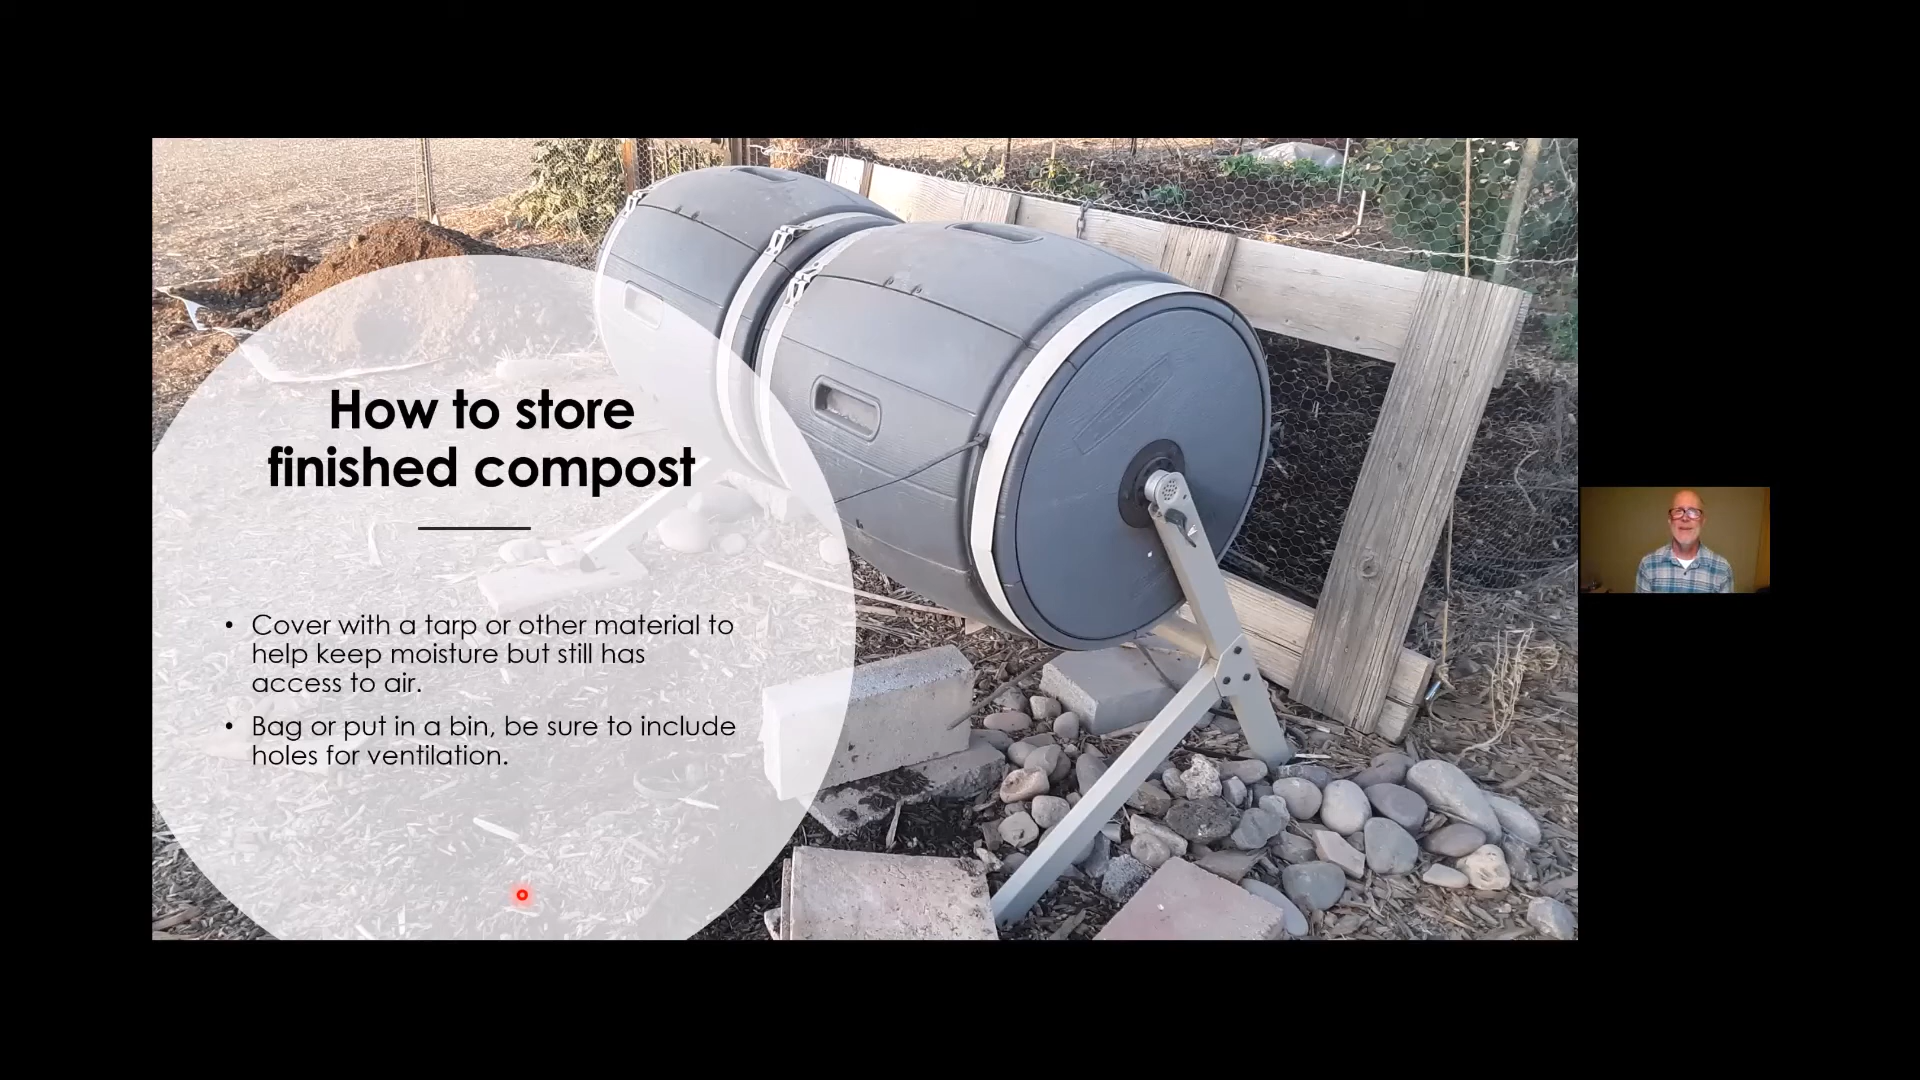 How to store
finished compost
• Cover with a tarp or other material to
help keep moisture but still has
access to air.
• Bag or put in a bin, be sure to include
holes for ventilation.